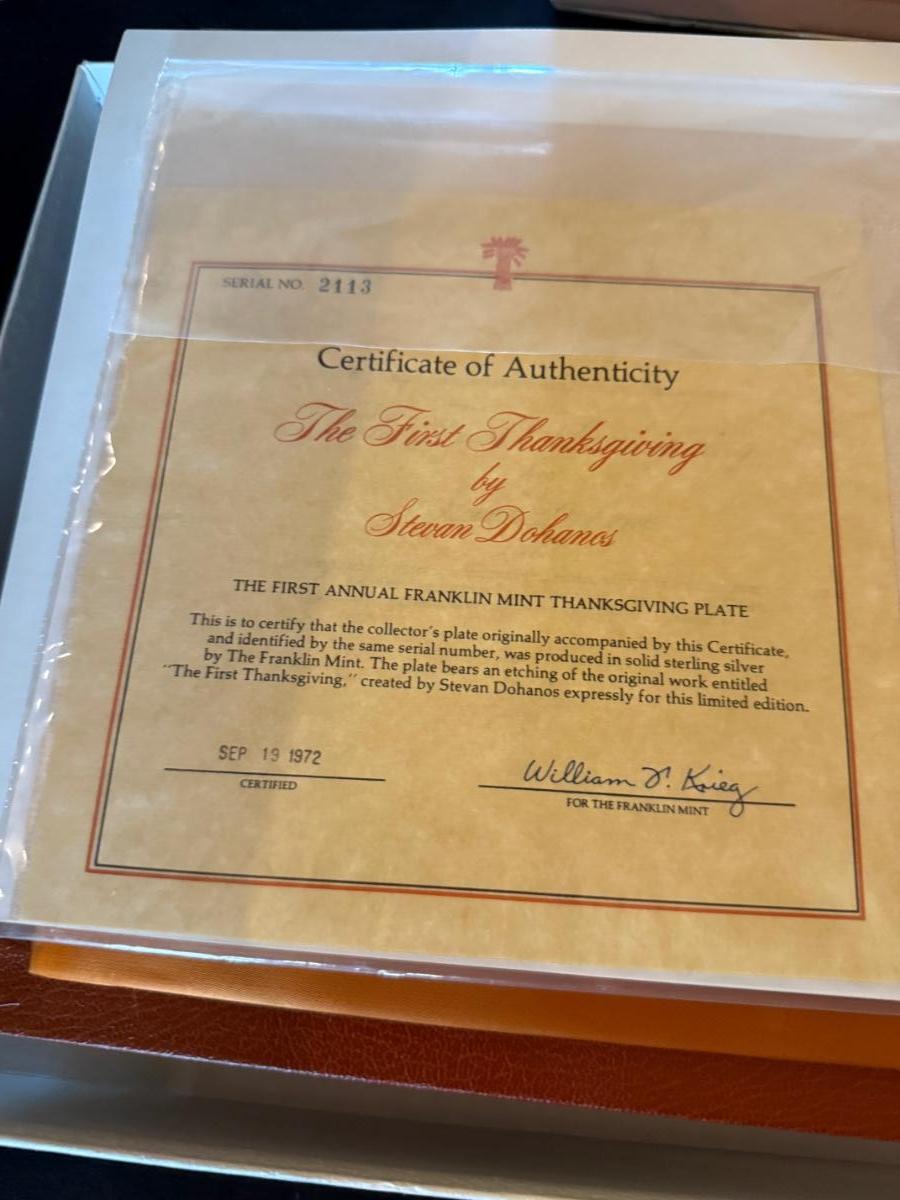 SERIAL NO. 2113
Certificate of Authenticity
The First Thanksgiving
by
Stevan Dohanos
THE FIRST ANNUAL FRANKLIN MINT THANKSGIVING PLATE
This is to certify that the collector's plate originally accompanied by this Certificate,
and identified by the same serial number, was produced in solid sterling silver
by The Franklin Mint. The plate bears an etching of the original work entitled
"The First Thanksgiving," created by Stevan Dohanos expressly for this limited edition.
SEP 19 1972
CERTIFIED
William T. Krieg
FOR THE FRANKLIN MINT